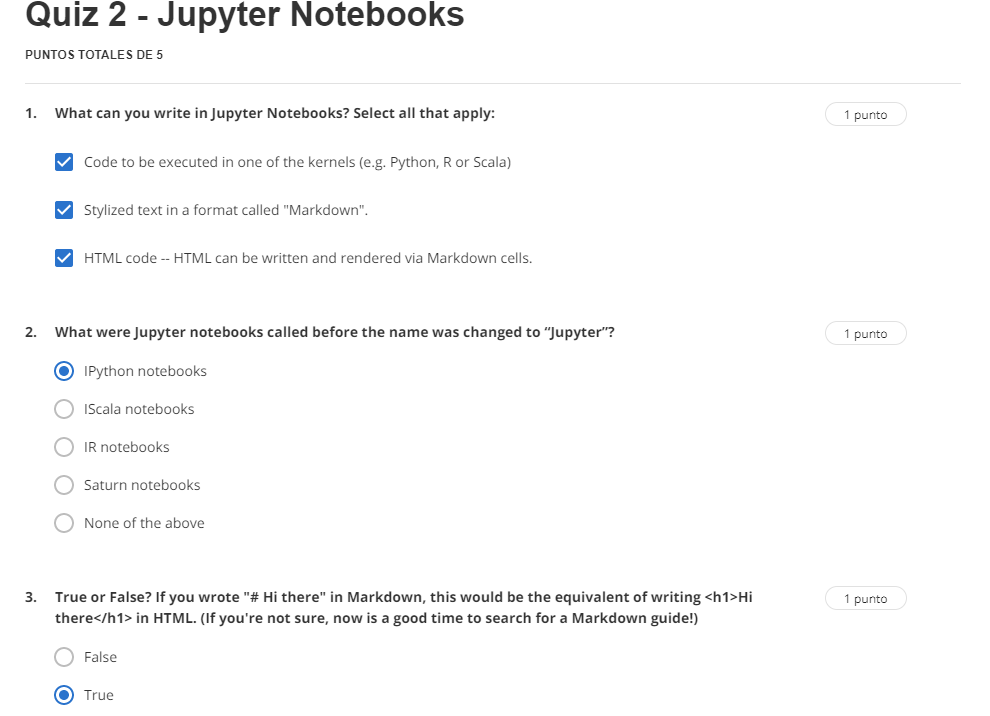 Quiz 2 - Jupyter Notebooks
PUNTOS TOTALES DE 5
1. What can you write in Jupyter Notebooks? Select all that apply: 1 punto
Code to be executed in one of the kernels (e.g. Python, R or Scala)
Stylized text in a format called "Markdown".
HTML code -- HTML can be written and rendered via Markdown cells.
2. What were Jupyter notebooks called before the name was changed to “Jupyter”? 1 punto
IPython notebooks
IScala notebooks
IR notebooks
Saturn notebooks
None of the above
3. True or False? If you wrote "# Hi there" in Markdown, this would be the equivalent of writing <h1>Hi 1 punto
there</h1> in HTML. (If you're not sure, now is a good time to search for a Markdown guide!)
False
True